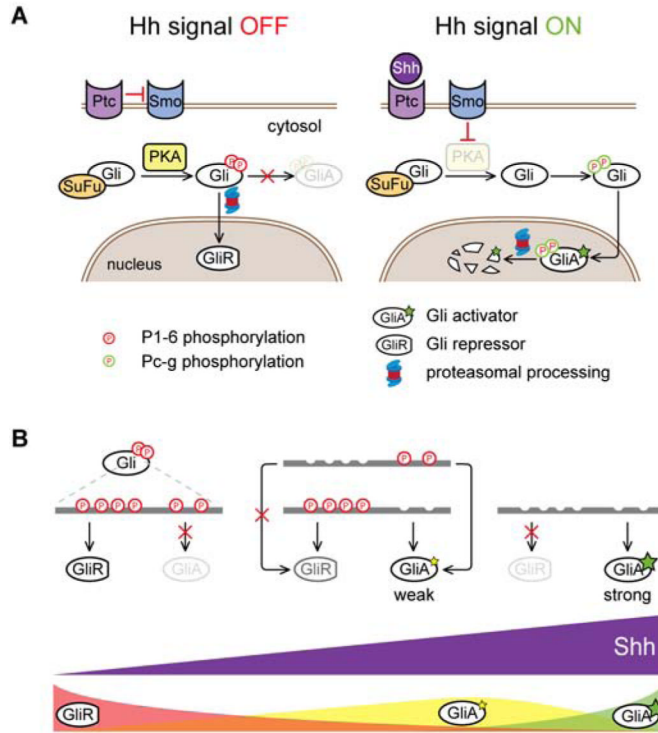 A
Hh signal OFF
Hh signal ON
Shh
Ptc
Smo
Ptc
Smo
cytosol
PKA
PKA
SuFu
Gli
Gli
P P
P P
GliA
SuFu
Gli
Gli
P P
Gli
nucleus
GliR
P P
GliA
P P1-6 phosphorylation
P Pc-g phosphorylation
GliA Gli activator
GliR Gli repressor
proteasomal processing
B
P P
Gli
P P
P P P P P P
P P P P
GliR
GliA
GliR
GliA
GliR
GliA
weak
strong
Shh
GliR
GliA
GliA